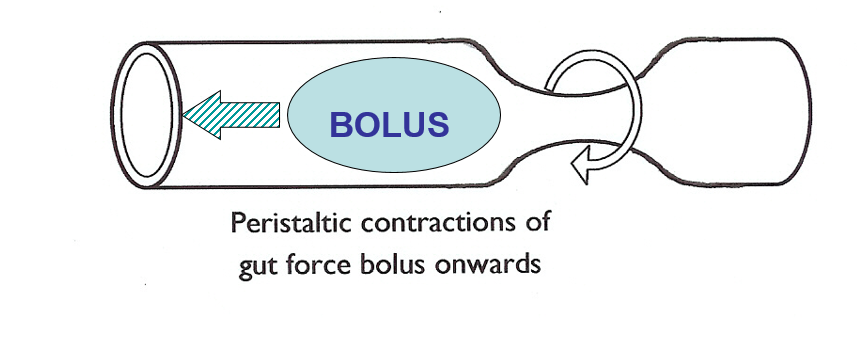 BOLUS
Peristaltic contractions of
gut force bolus onwards